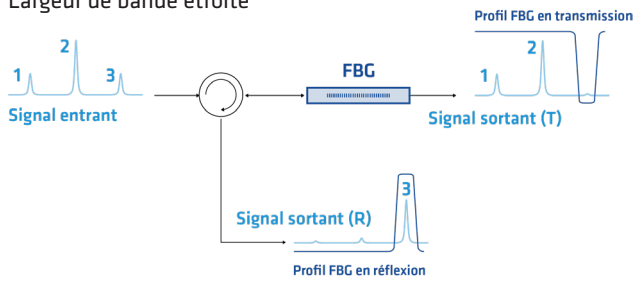 Largeur de bande étroite
Profil FBG en transmission
2
1
3
Signal entrant
FBG
2
1
Signal sortant (T)
3
Signal sortant (R)
Profil FBG en réflexion